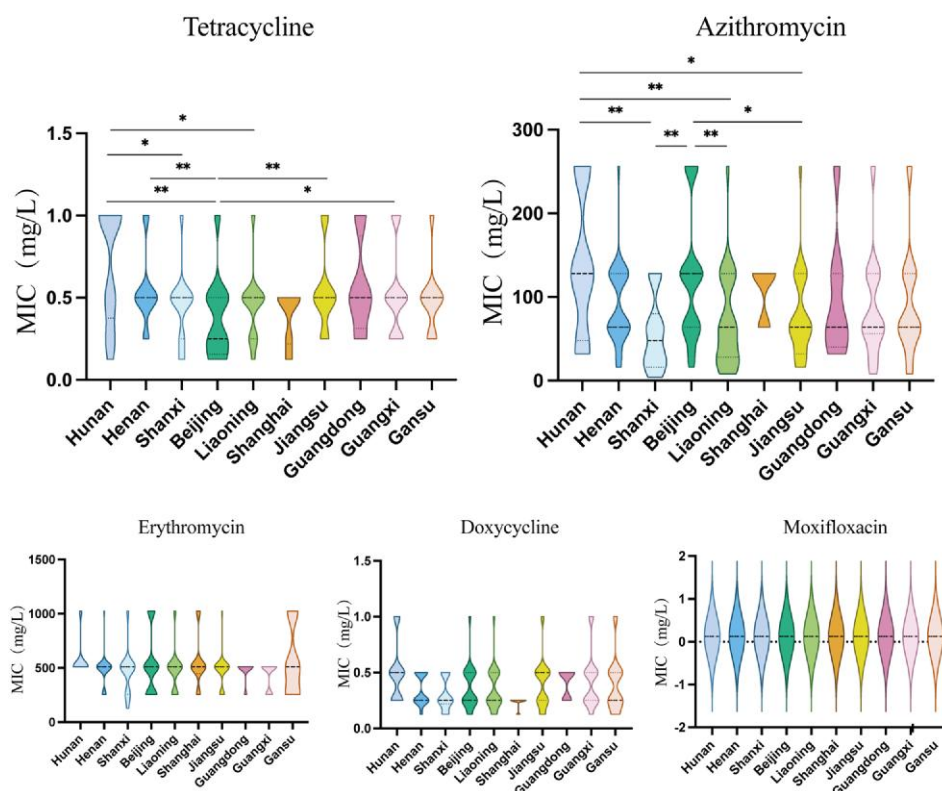 Tetracycline
MIC (mg/L)
1.5
1.0
0.5
0.0
*
*
**
**
**
*
Hunan
Henan
Shanxi
Beijing
Liaoning
Shanghai
Jiangsu
Guangdong
Guangxi
Gansu
Azithromycin
MIC (mg/L)
300
200
100
0
*
**
*
**
**
**
Hunan
Henan
Shanxi
Beijing
Liaoning
Shanghai
Jiangsu
Guangdong
Guangxi
Gansu
Erythromycin
MIC (mg/L)
1500
1000
500
0
Hunan
Henan
Shanxi
Beijing
Liaoning
Shanghai
Jiangsu
Guangdong
Guangxi
Gansu
Doxycycline
MIC (mg/L)
1.5
1.0
0.5
0.0
Hunan
Henan
Shanxi
Beijing
Liaoning
Shanghai
Jiangsu
Guangdong
Guangxi
Gansu
Moxifloxacin
MIC (mg/L)
2
1
0
-1
-2
Hunan
Henan
Shanxi
Beijing
Liaoning
Shanghai
Jiangsu
Guangdong
Guangxi
Gansu